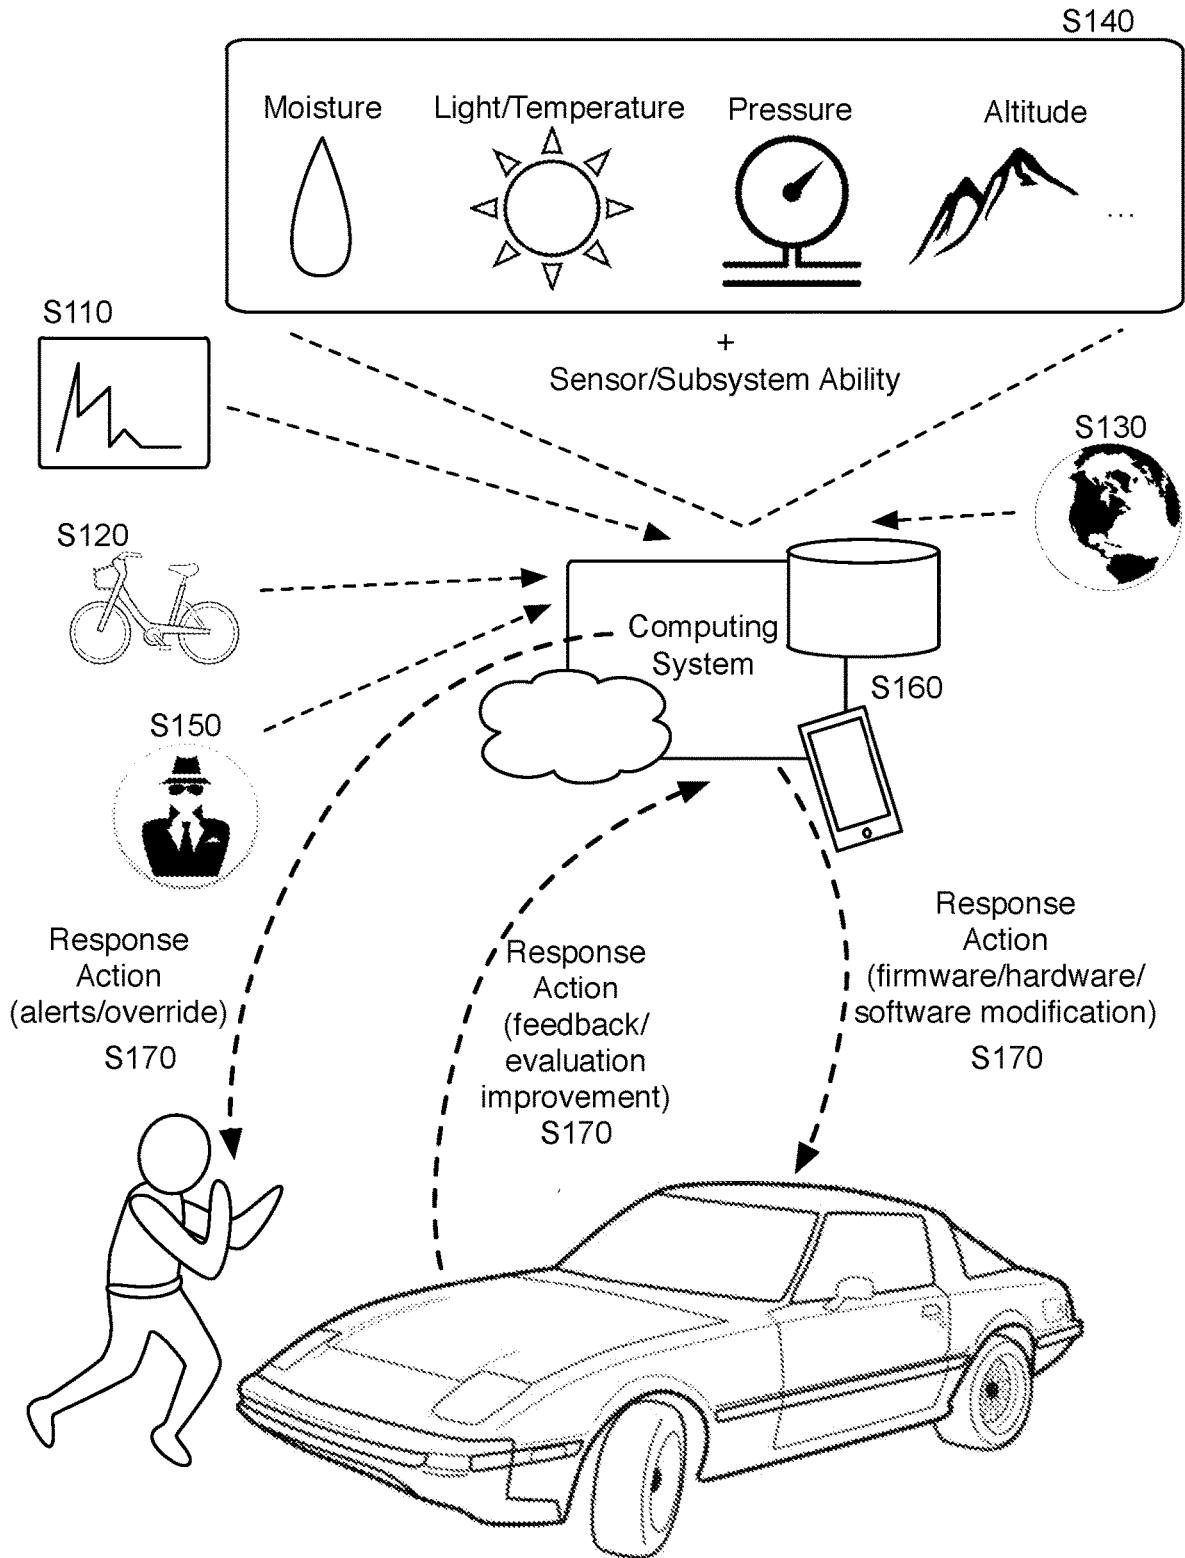 S140
Moisture
Light/Temperature
Pressure
Altitude
...
S110
+
Sensor/Subsystem Ability
S130
S120
Computing
System
S160
S150
Response
Action
(alerts/override)
S170
Response
Action
(feedback/
evaluation
improvement)
S170
Response
Action
(firmware/hardware/
software modification)
S170